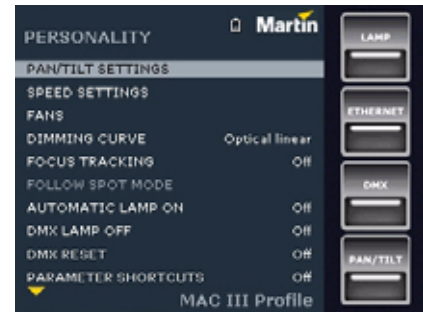 PERSONALITY
Martin
PAN/TILT SETTINGS
SPEED SETTINGS
FANS
DIMMING CURVE Optical linear
FOCUS TRACKING Off
FOLLOW SPOT MODE
AUTOMATIC LAMP ON Off
DMX LAMP OFF Off
DMX RESET Off
PARAMETER SHORTCUTS Off
MAC III Profile
LAMP
ETHERNET
DMX
PAN/TILT